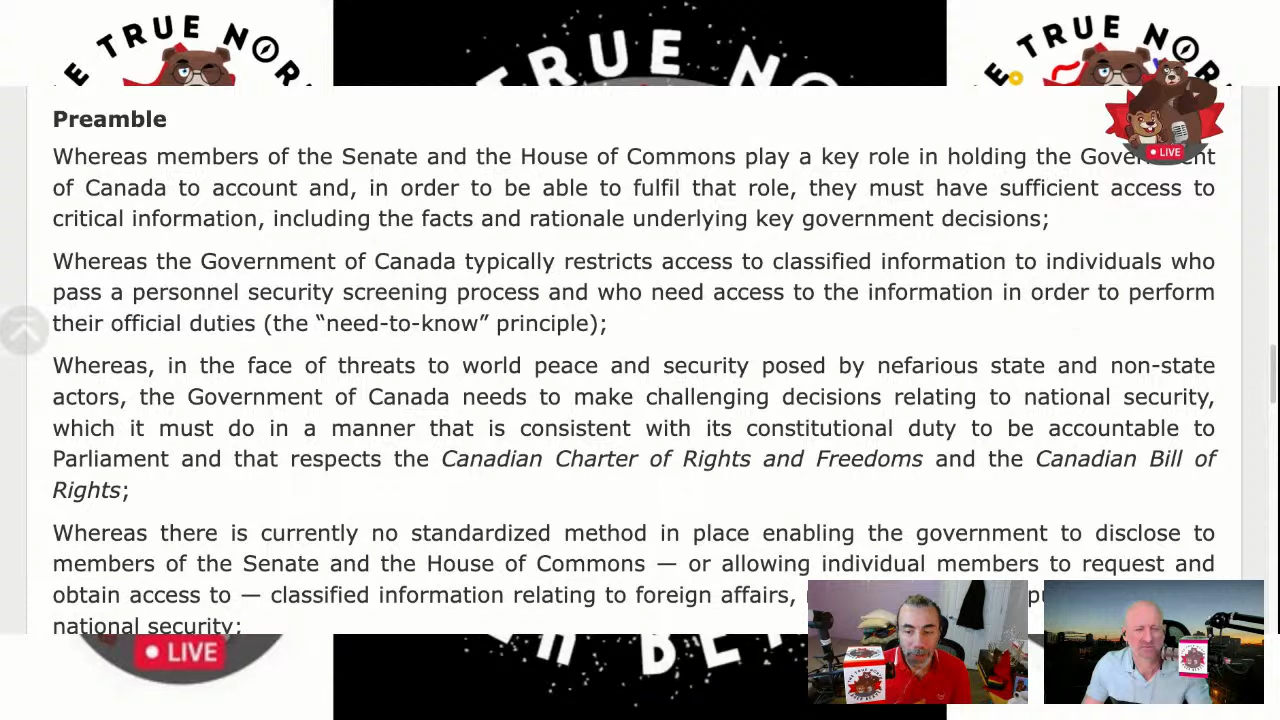 E TRUE NOR
TRUE N
E TRUE NOR
LIVE
Preamble
Whereas members of the Senate and the House of Commons play a key role in holding the
of Canada to account and, in order to be able to fulfil that role, they must have sufficient access to
critical information, including the facts and rationale underlying key government decisions;
Whereas the Government of Canada typically restricts access to classified information to individuals who
pass a personnel security screening process and who need access to the information in order to perform
their official duties (the “need-to-know” principle);
Whereas, in the face of threats to world peace and security posed by nefarious state and non-state
actors, the Government of Canada needs to make challenging decisions relating to national security,
which it must do in a manner that is consistent with its constitutional duty to be accountable to
Parliament and that respects the Canadian Charter of Rights and Freedoms and the Canadian Bill of
Rights;
Whereas there is currently no standardized method in place enabling the government to disclose to
members of the Senate and the House of Commons — or allowing individual members to request and
obtain access to — classified information relating to foreign affairs,
national security;
LIVE